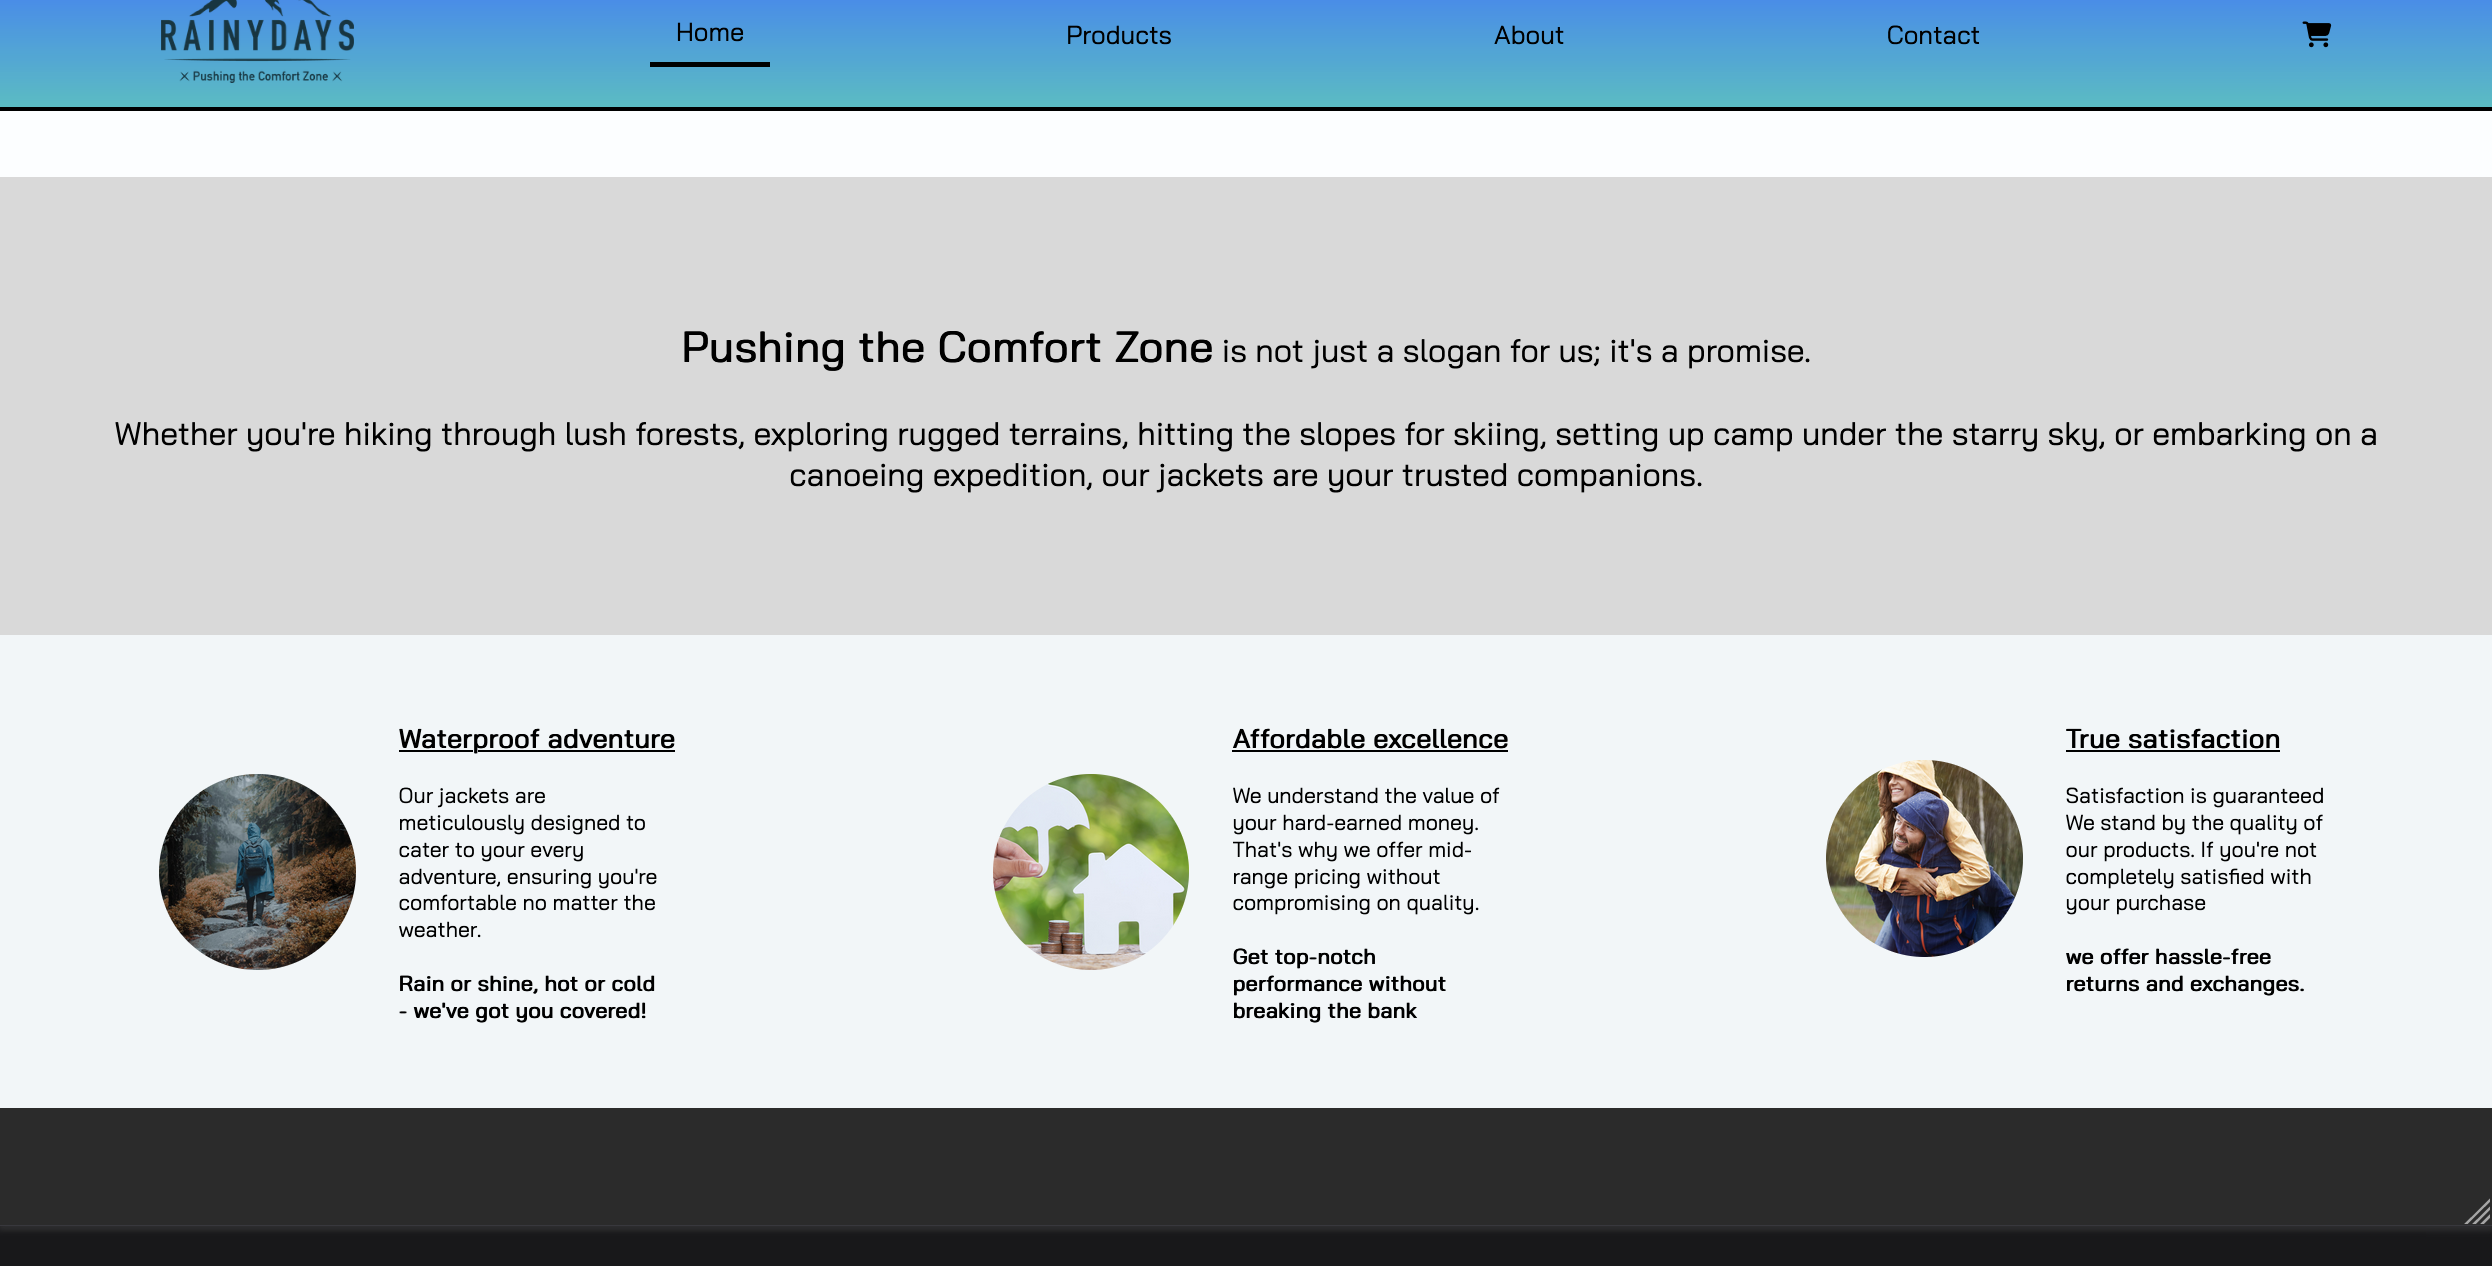 RAINYDAYS
× Pushing the Comfort Zone ×
Home
Products
About
Contact
Pushing the Comfort Zone is not just a slogan for us; it's a promise.
Whether you're hiking through lush forests, exploring rugged terrains, hitting the slopes for skiing, setting up camp under the starry sky, or embarking on a
canoeing expedition, our jackets are your trusted companions.
Waterproof adventure
Our jackets are
meticulously designed to
cater to your every
adventure, ensuring you're
comfortable no matter the
weather.
Rain or shine, hot or cold
- we've got you covered!
Affordable excellence
We understand the value of
your hard-earned money.
That's why we offer mid-
range pricing without
compromising on quality.
Get top-notch
performance without
breaking the bank
True satisfaction
Satisfaction is guaranteed
We stand by the quality of
our products. If you're not
completely satisfied with
your purchase
we offer hassle-free
returns and exchanges.